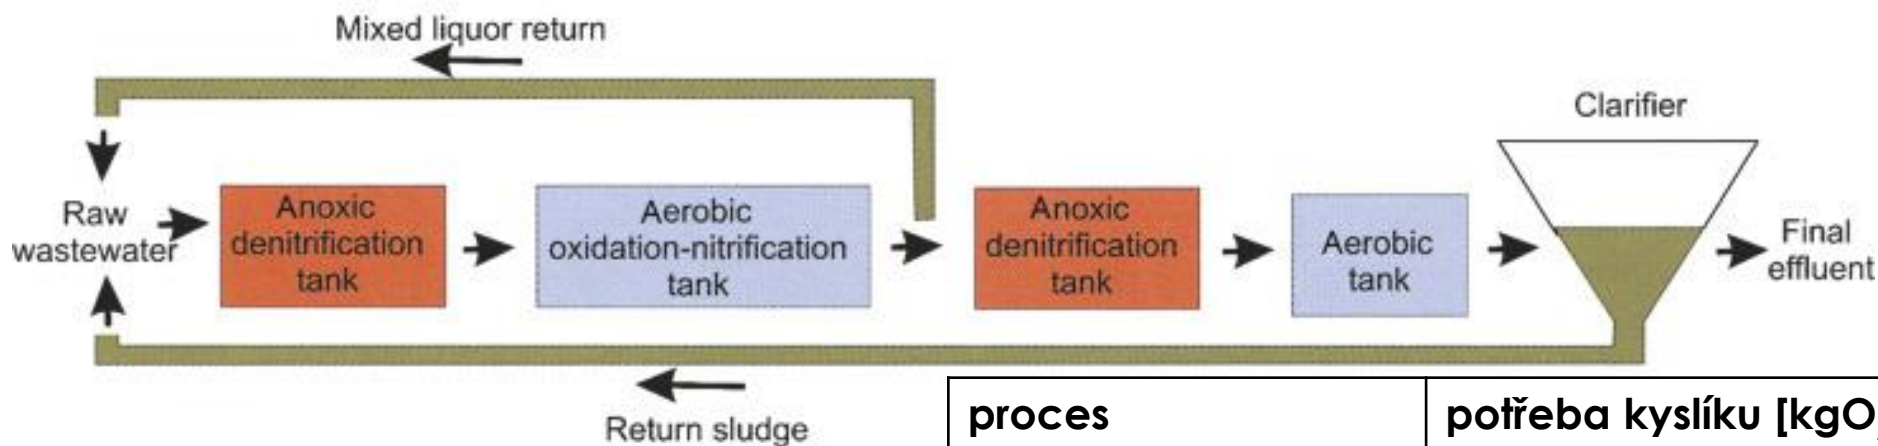 Mixed liquor return
Clarifier
Raw
wastewater
Anoxic
denitrification
tank
Aerobic
oxidation-nitrification
tank
Anoxic
denitrification
tank
Aerobic
tank
Final
effluent
Return sludge
proces
potřeba kyslíku [kgO